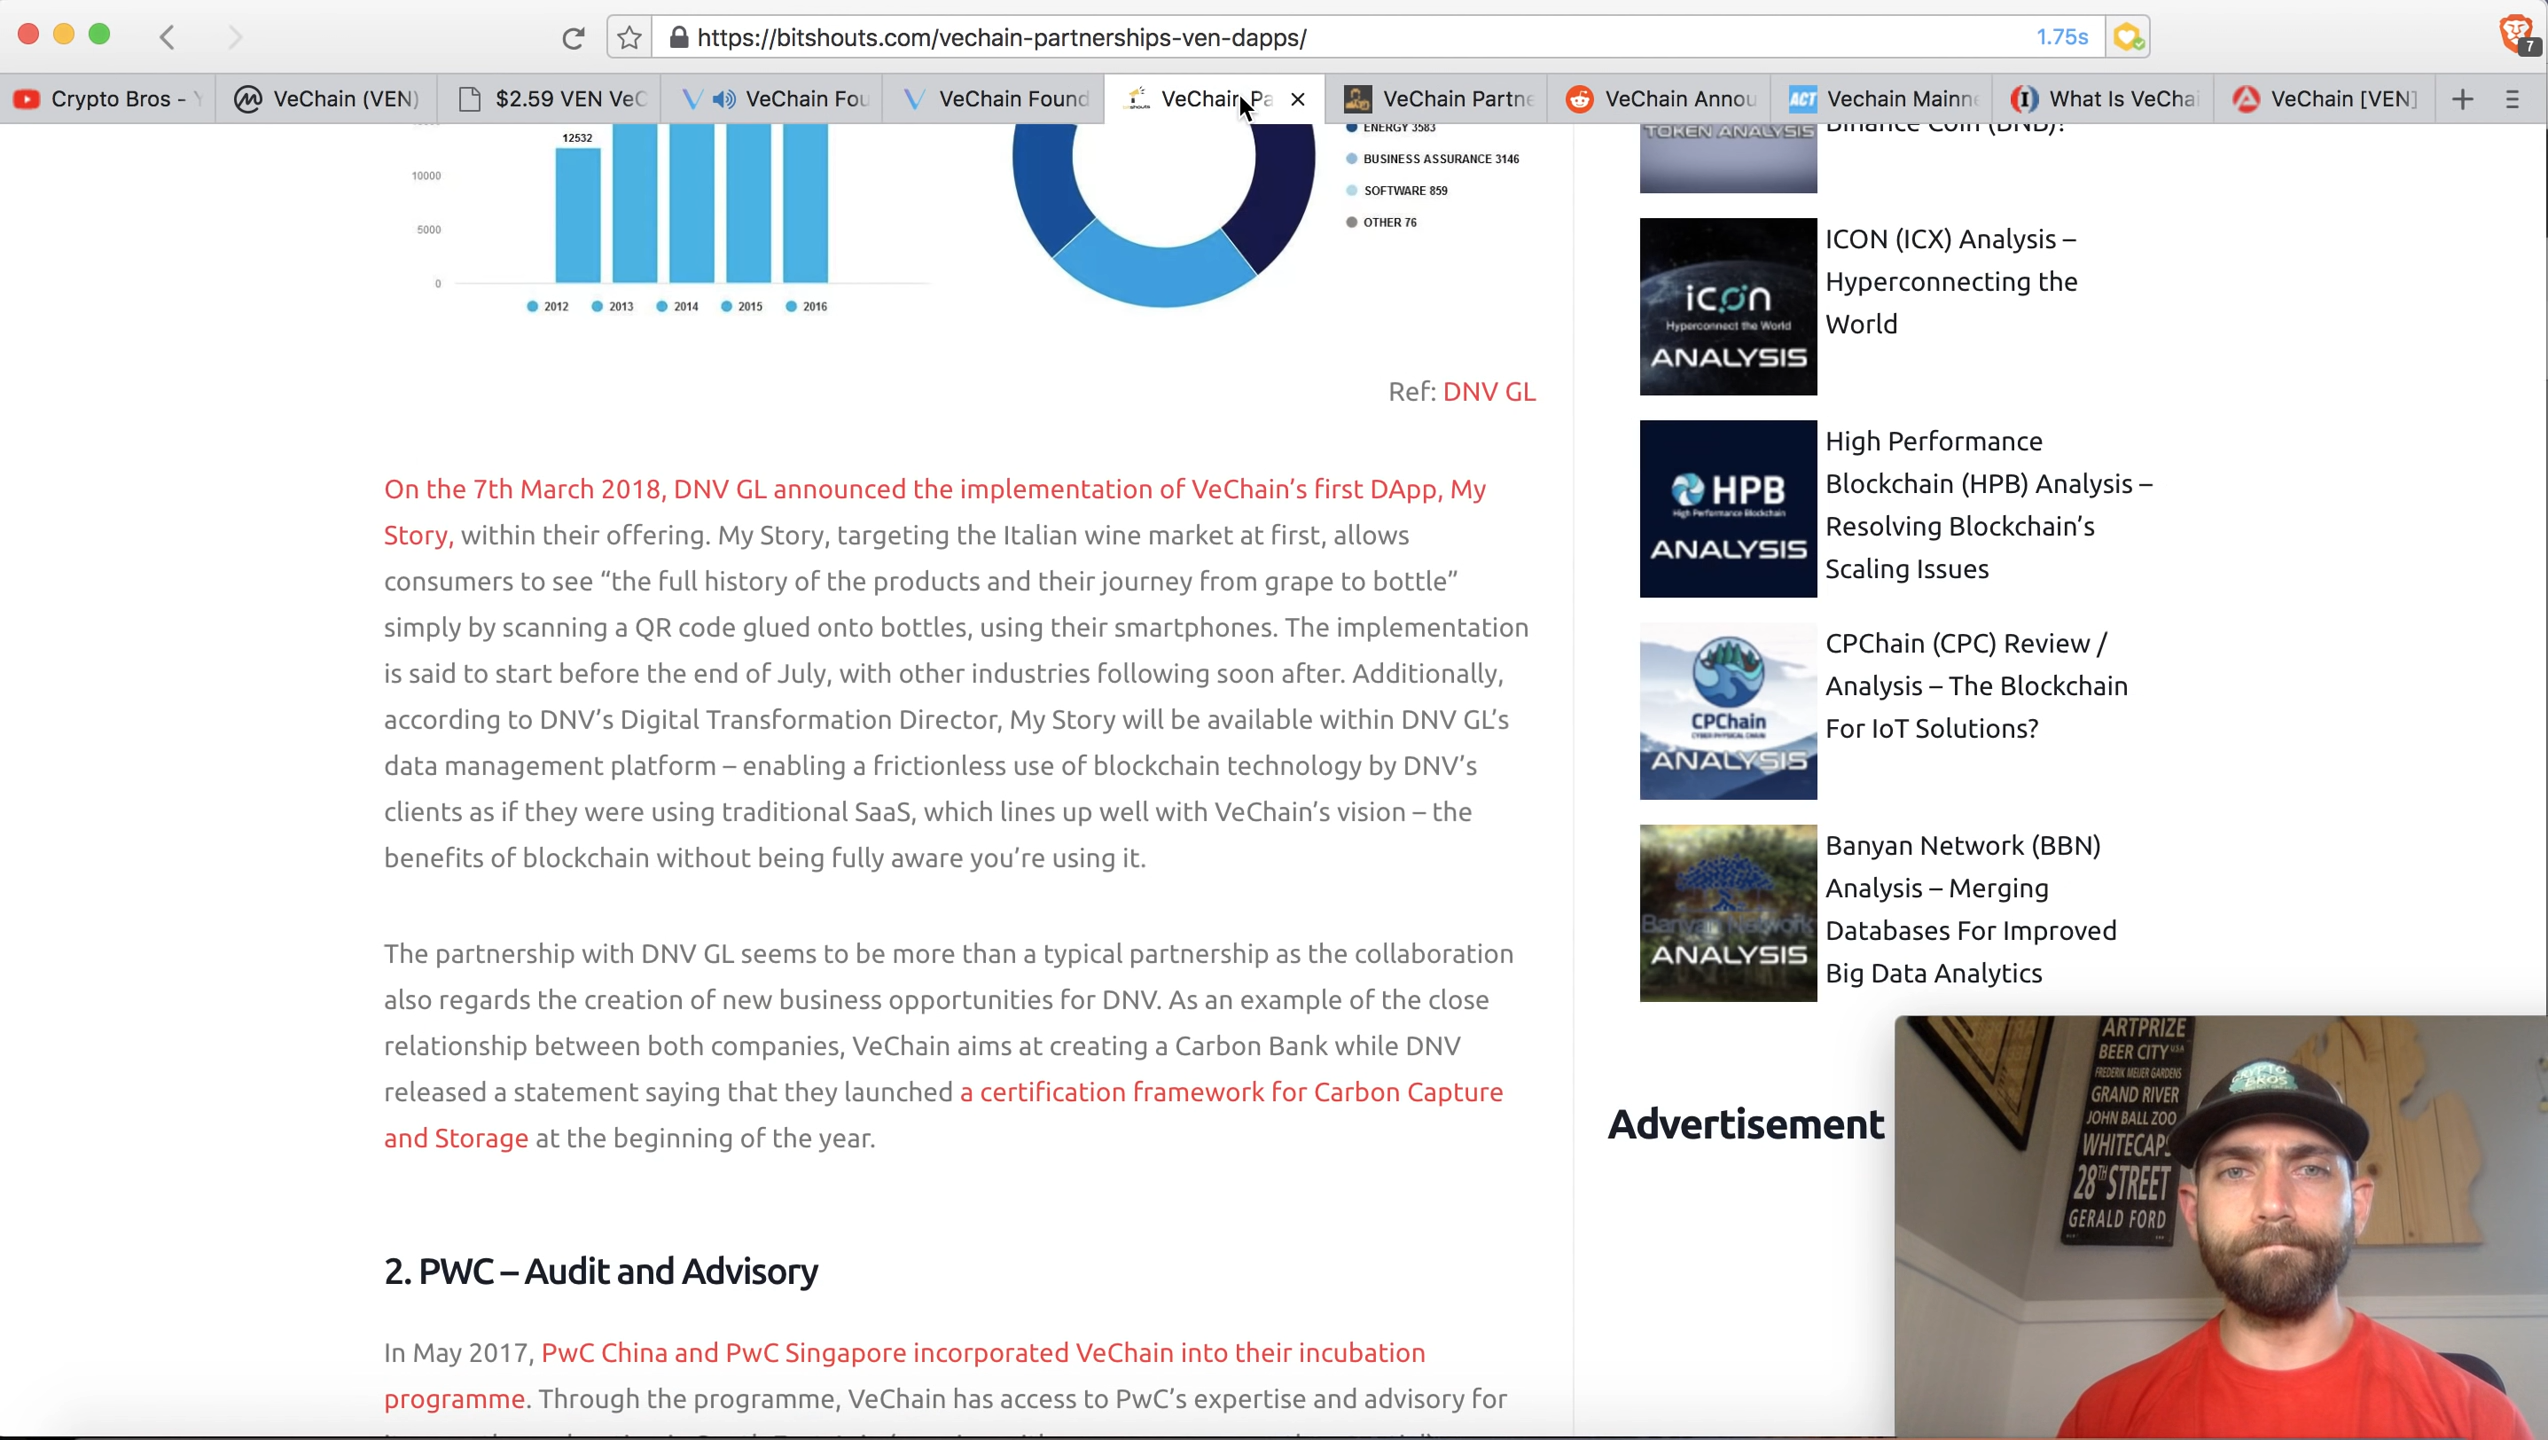 https://bitshouts.com/vechain-partnerships-ven-dapps/
1.75s
7
Crypto Bros -
VeChain (VEN)
$2.59 VEN VeC
VeChain Fou
VeChain Found
VeChain Pa
VeChain Partne
VeChain Annou
ACT
Vechain Mainne
What Is VeChai
VeChain [VEN]
12532
10000
5000
0
2012
2013
2014
2015
2016
ENERGY 3583
BUSINESS ASSURANCE 3146
SOFTWARE 859
OTHER 76
Ref: DNV GL
On the 7th March 2018, DNV GL announced the implementation of VeChain’s first DApp, My
Story, within their offering. My Story, targeting the Italian wine market at first, allows
consumers to see “the full history of the products and their journey from grape to bottle”
simply by scanning a QR code glued onto bottles, using their smartphones. The implementation
is said to start before the end of July, with other industries following soon after. Additionally,
according to DNV’s Digital Transformation Director, My Story will be available within DNV GL’s
data management platform – enabling a frictionless use of blockchain technology by DNV’s
clients as if they were using traditional SaaS, which lines up well with VeChain’s vision – the
benefits of blockchain without being fully aware you’re using it.
The partnership with DNV GL seems to be more than a typical partnership as the collaboration
also regards the creation of new business opportunities for DNV. As an example of the close
relationship between both companies, VeChain aims at creating a Carbon Bank while DNV
released a statement saying that they launched a certification framework for Carbon Capture
and Storage at the beginning of the year.
2. PWC – Audit and Advisory
In May 2017, PwC China and PwC Singapore incorporated VeChain into their incubation
programme. Through the programme, VeChain has access to PwC’s expertise and advisory for
TOKEN ANALYSIS
Binance Coin (BNB)?
icon
Hyperconnect the World
ANALYSIS
ICON (ICX) Analysis –
Hyperconnecting the
World
HPB
High Performance Blockchain
ANALYSIS
High Performance
Blockchain (HPB) Analysis –
Resolving Blockchain’s
Scaling Issues
CPChain
CYBER PHYSICAL CHAIN
ANALYSIS
CPChain (CPC) Review /
Analysis – The Blockchain
For IoT Solutions?
Banyan Network
ANALYSIS
Banyan Network (BBN)
Analysis – Merging
Databases For Improved
Big Data Analytics
Advertisement
ARTPRIZE
BEER CITY USA
FREDERIK MEIJER GARDENS
GRAND RIVER
JOHN BALL ZOO
WHITECAPS
28TH STREET
GERALD FORD
CRYPTO
BROS